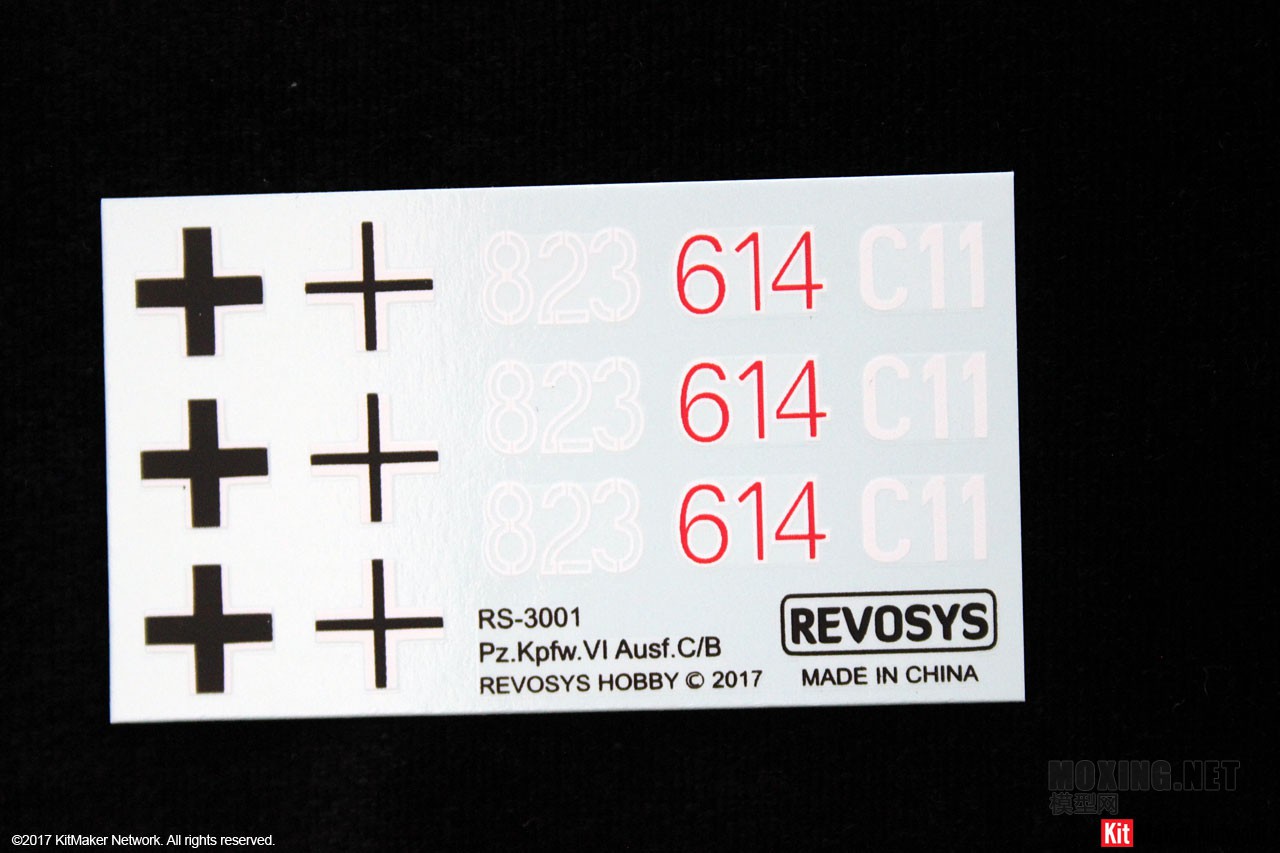 823 614 C11
823 614 C11
823 614 C11
RS-3001
Pz.Kpfw.VI Ausf.C/B
REVOSYS HOBBY © 2017
REVOSYS
MADE IN CHINA
MOXING.NET
模型网
Kit
©2017 KitMaker Network. All rights reserved.